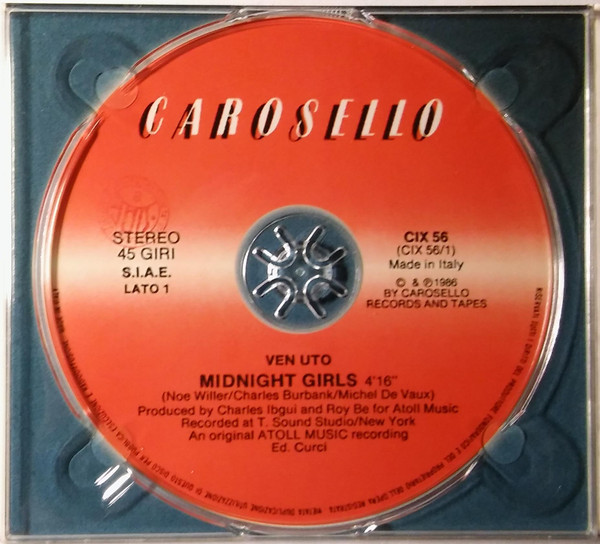 CAROSELLO
STEREO
45 GIRI
S.I.A.E.
LATO 1
CIX 56
(CIX 56/1)
Made in Italy
© & ℗ 1986
BY CAROSELLO
RECORDS AND TAPES
VEN UTO
MIDNIGHT GIRLS 4'16''
(Noe Willer/Charles Burbank/Michel De Vaux)
Produced by Charles Ibgui and Roy Be for Atoll Music
Recorded at T. Sound Studio/New York
An original ATOLL MUSIC recording
Ed. Curci